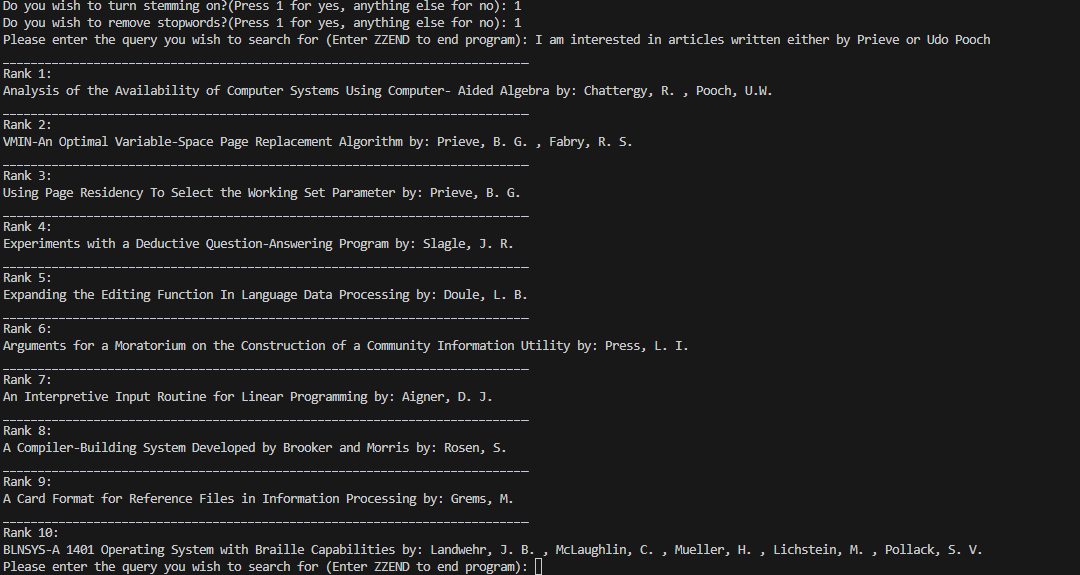 Do you wish to turn stemming on?(Press 1 for yes, anything else for no): 1
Do you wish to remove stopwords?(Press 1 for yes, anything else for no): 1
Please enter the query you wish to search for (Enter ZZEND to end program): I am interested in articles written either by Prieve or Udo Pooch
___________________________________________________________________________
Rank 1:
Analysis of the Availability of Computer Systems Using Computer- Aided Algebra by: Chattergy, R. , Pooch, U.W.
___________________________________________________________________________
Rank 2:
VMIN-An Optimal Variable-Space Page Replacement Algorithm by: Prieve, B. G. , Fabry, R. S.
___________________________________________________________________________
Rank 3:
Using Page Residency To Select the Working Set Parameter by: Prieve, B. G.
___________________________________________________________________________
Rank 4:
Experiments with a Deductive Question-Answering Program by: Slagle, J. R.
___________________________________________________________________________
Rank 5:
Expanding the Editing Function In Language Data Processing by: Doule, L. B.
___________________________________________________________________________
Rank 6:
Arguments for a Moratorium on the Construction of a Community Information Utility by: Press, L. I.
___________________________________________________________________________
Rank 7:
An Interpretive Input Routine for Linear Programming by: Aigner, D. J.
___________________________________________________________________________
Rank 8:
A Compiler-Building System Developed by Brooker and Morris by: Rosen, S.
___________________________________________________________________________
Rank 9:
A Card Format for Reference Files in Information Processing by: Grems, M.
___________________________________________________________________________
Rank 10:
BLNSYS-A 1401 Operating System with Braille Capabilities by: Landwehr, J. B. , McLaughlin, C. , Mueller, H. , Lichstein, M. , Pollack, S. V.
Please enter the query you wish to search for (Enter ZZEND to end program):